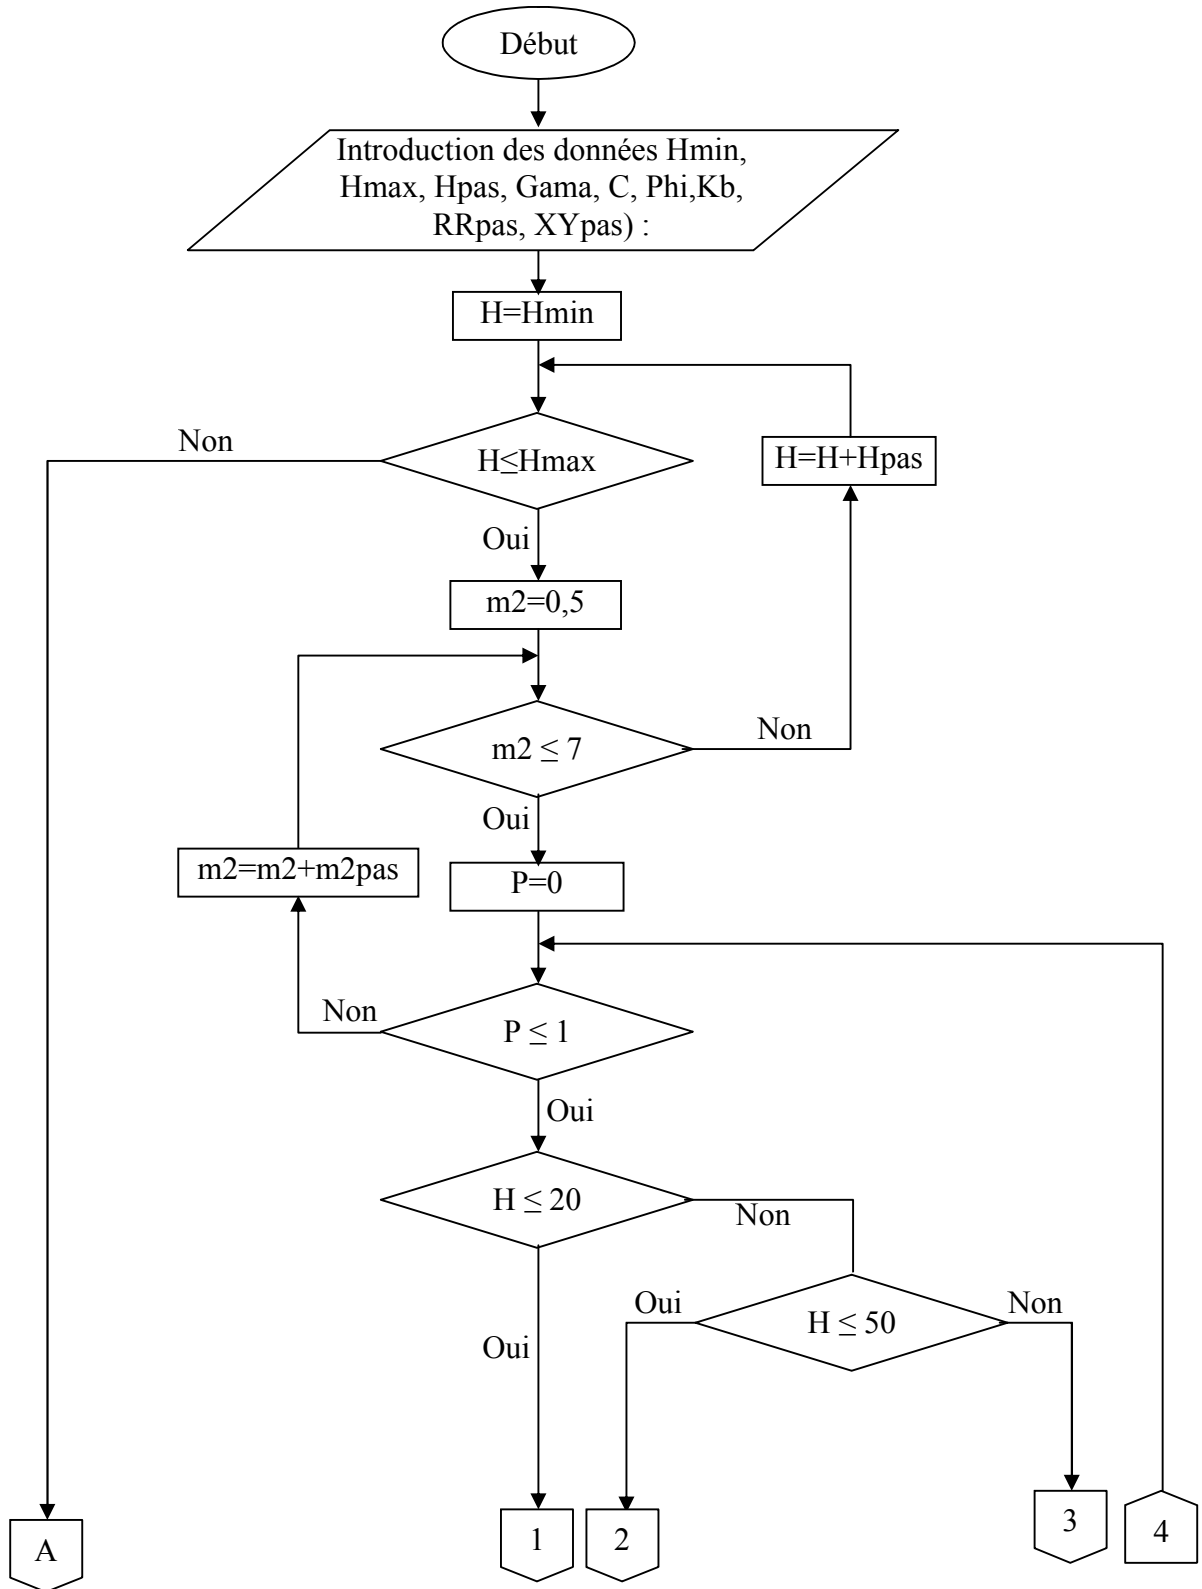 Début
Introduction des données Hmin,
Hmax, Hpas, Gama, C, Phi,Kb,
RRpas, XYpas) :
H=Hmin
Non
H≤Hmax
H=H+Hpas
Oui
m2=0,5
m2 ≤ 7
Non
Oui
m2=m2+m2pas
P=0
Non
P ≤ 1
Oui
H ≤ 20
Non
Oui
H ≤ 50
Non
Oui
A
1
2
3
4